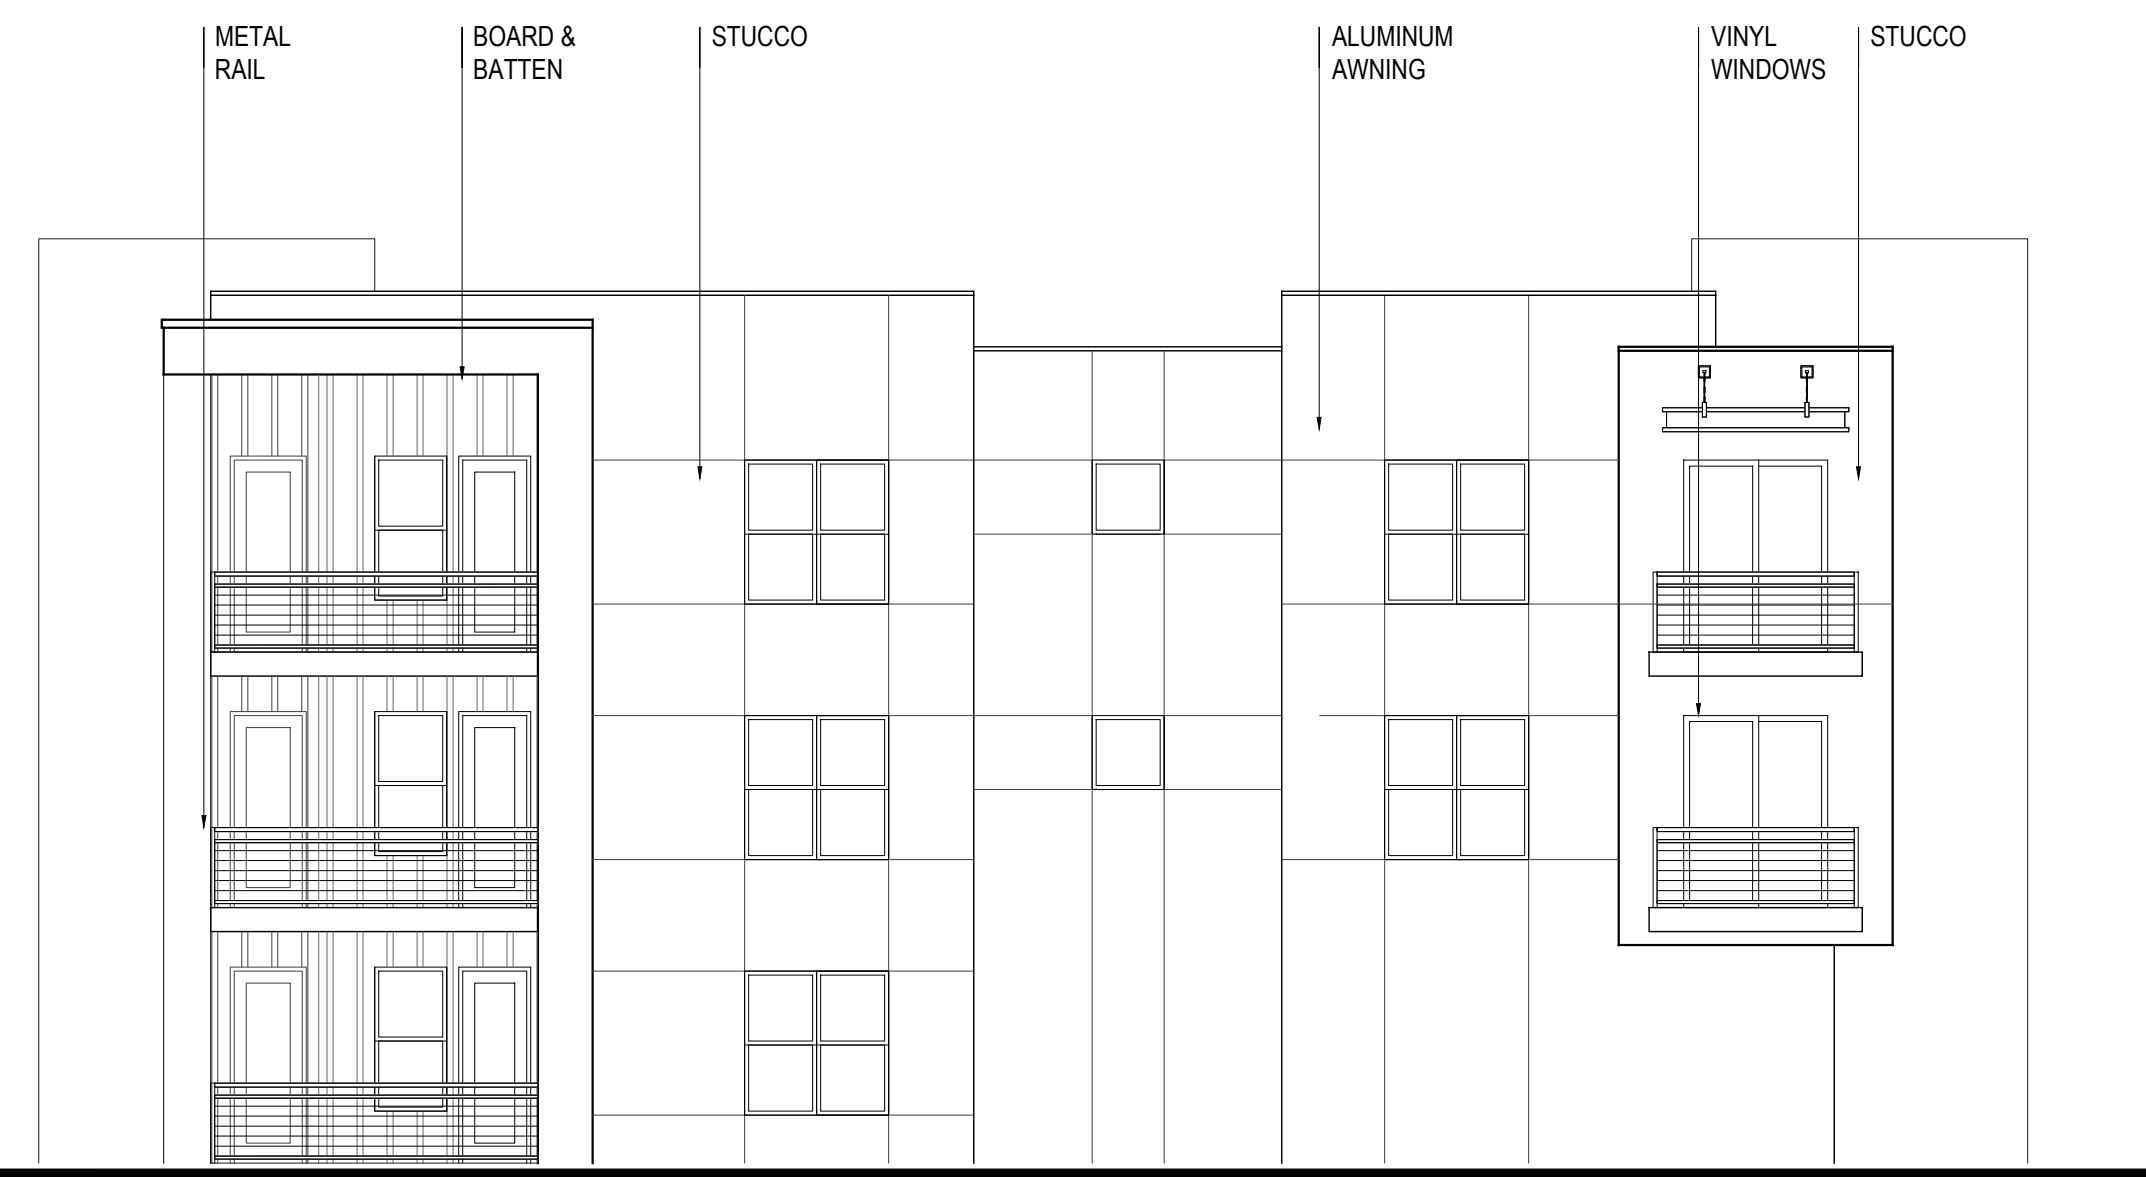 METAL
RAIL
BOARD &
BATTEN
STUCCO
ALUMINUM
AWNING
VINYL
WINDOWS
STUCCO